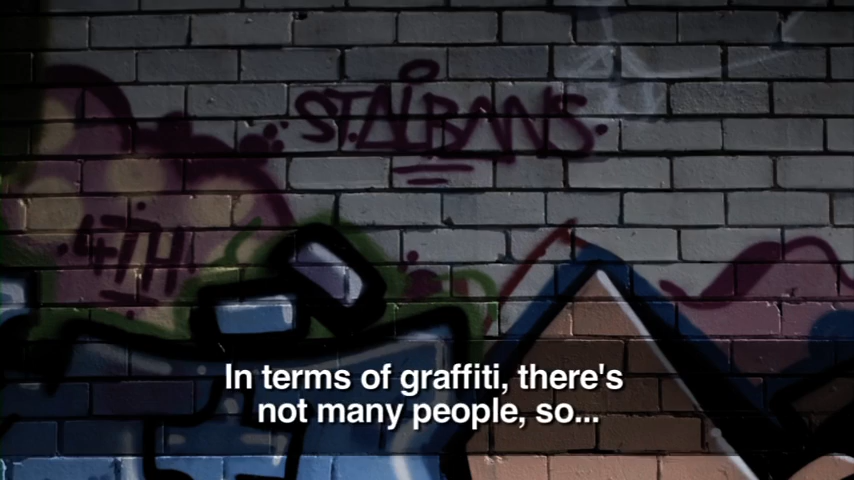 ST. ALBANS.
4TH
In terms of graffiti, there's
not many people, so...